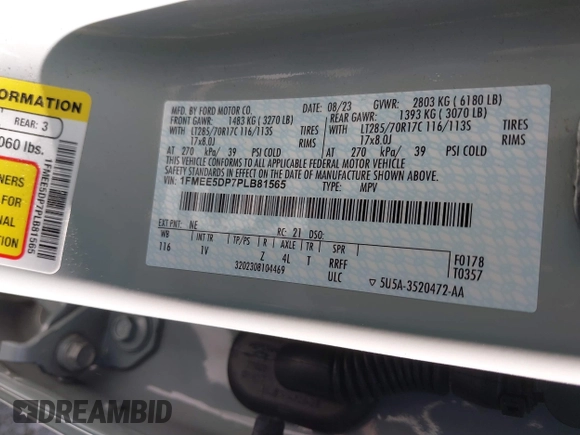 MFD. BY FORD MOTOR CO.
08/23 GVWR: 2803 KG ( 6180 LB)
FRONT GAWR: 1483 KG ( 3270 LB) REAR GAWR: 1393 KG ( 3070 LB)
WITH LT285/70R17C 116/113S TIRES WITH LT285/70R17C 116/113S TIRES
17x8.0J 17x8.0J
AT 270 kPa/ 39 PSI COLD AT 270 kPa/ 39 PSI COLD
THIS VEHICLE CONFORMS TO ALL APPLICABLE FEDERAL MOTOR VEHICLE
SAFETY STANDARDS IN EFFECT ON THE DATE OF MANUFACTURE SHOWN ABOVE.
VIN: 1FMEE5DP7PLB81565 TYPE: MPV
EXT PNT: NE RC: 21 DSO:
WB INT TR TP/PS R AXLE TR SPR
116 1V Z 4L T RRFF
ULC
3202308104469
F0178
T0357
5U5A-3520472-AA
ORMATION
REAR: 3
060 lbs.
1FMEE5DP7PLB81565
NERS
FOR
NAL
TION
DREAMBID